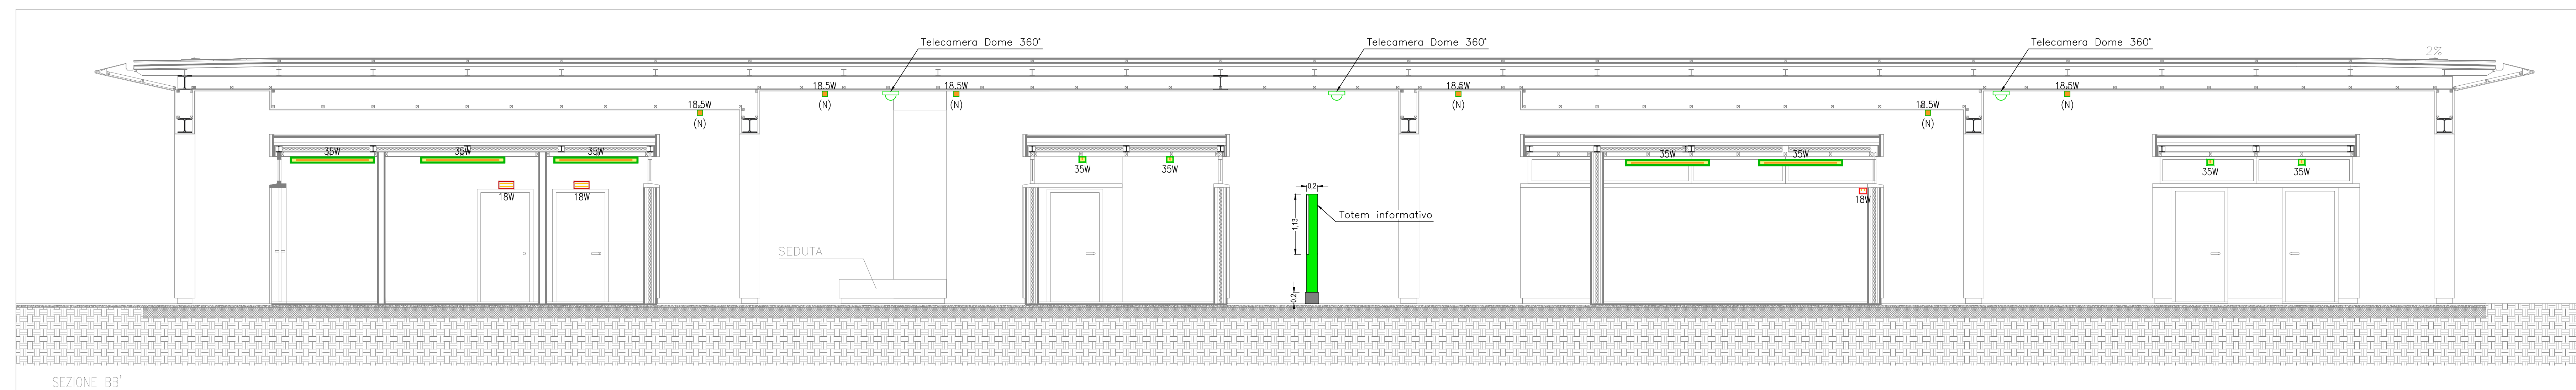 Telecamera Dome 360°
Telecamera Dome 360°
Telecamera Dome 360°
2%
18.5W
(N)
18.5W
(N)
18.5W
(N)
18.5W
(N)
18.5W
(N)
18.5W
(N)
35W
35W
35W
35W
35W
35W
35W
35W
35W
18W
18W
18W
0,2
1,13
Totem informativo
0,2
SEDUTA
SEZIONE BB'